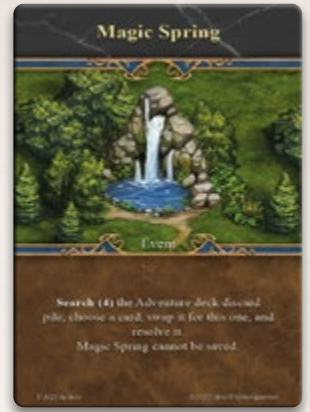 Magic Spring
Event
Search (4) the Adventure deck discard
pile, choose a card, swap it for this one, and
resolve it.
Magic Spring cannot be saved.